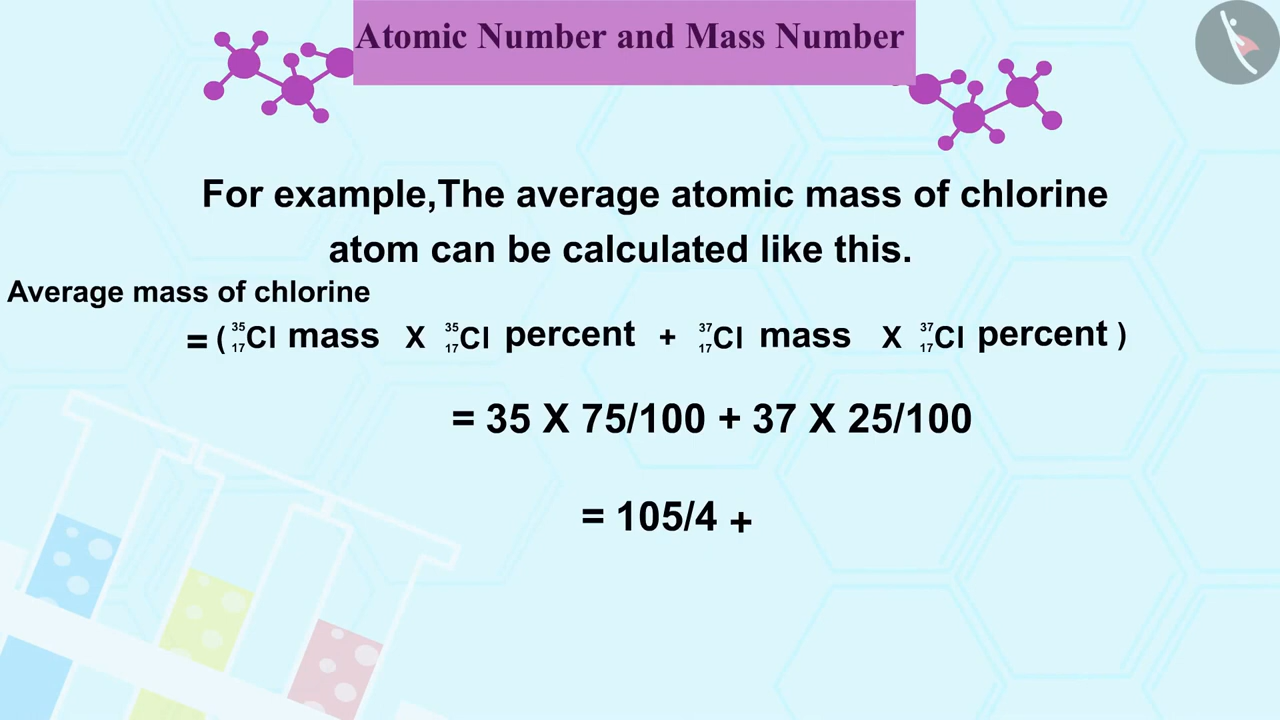 Atomic Number and Mass Number
For example,The average atomic mass of chlorine
atom can be calculated like this.
Average mass of chlorine
= ( ³⁵₁₇Cl mass X ³⁵₁₇Cl percent + ³⁷₁₇Cl mass X ³⁷₁₇Cl percent )
= 35 X 75/100 + 37 X 25/100
= 105/4 +